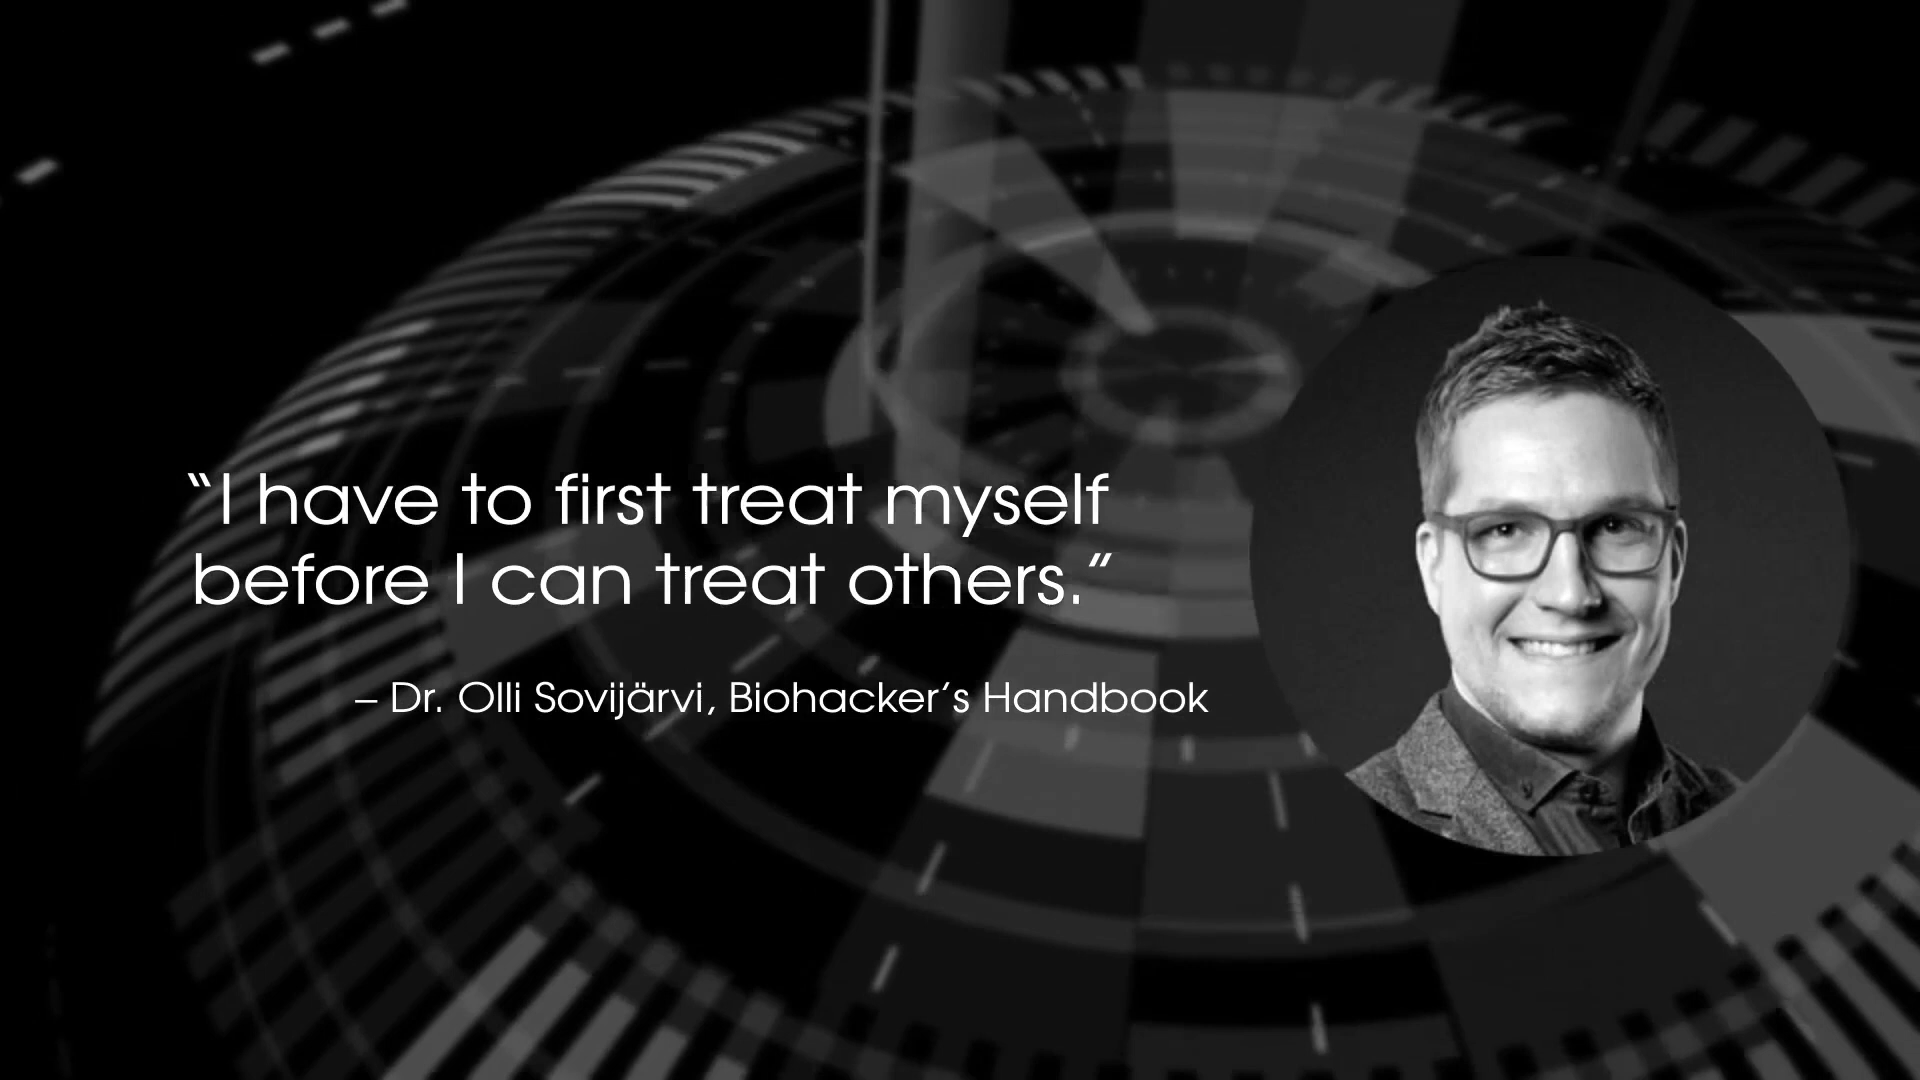 “I have to first treat myself
before I can treat others.”
– Dr. Olli Sovijärvi, Biohacker’s Handbook